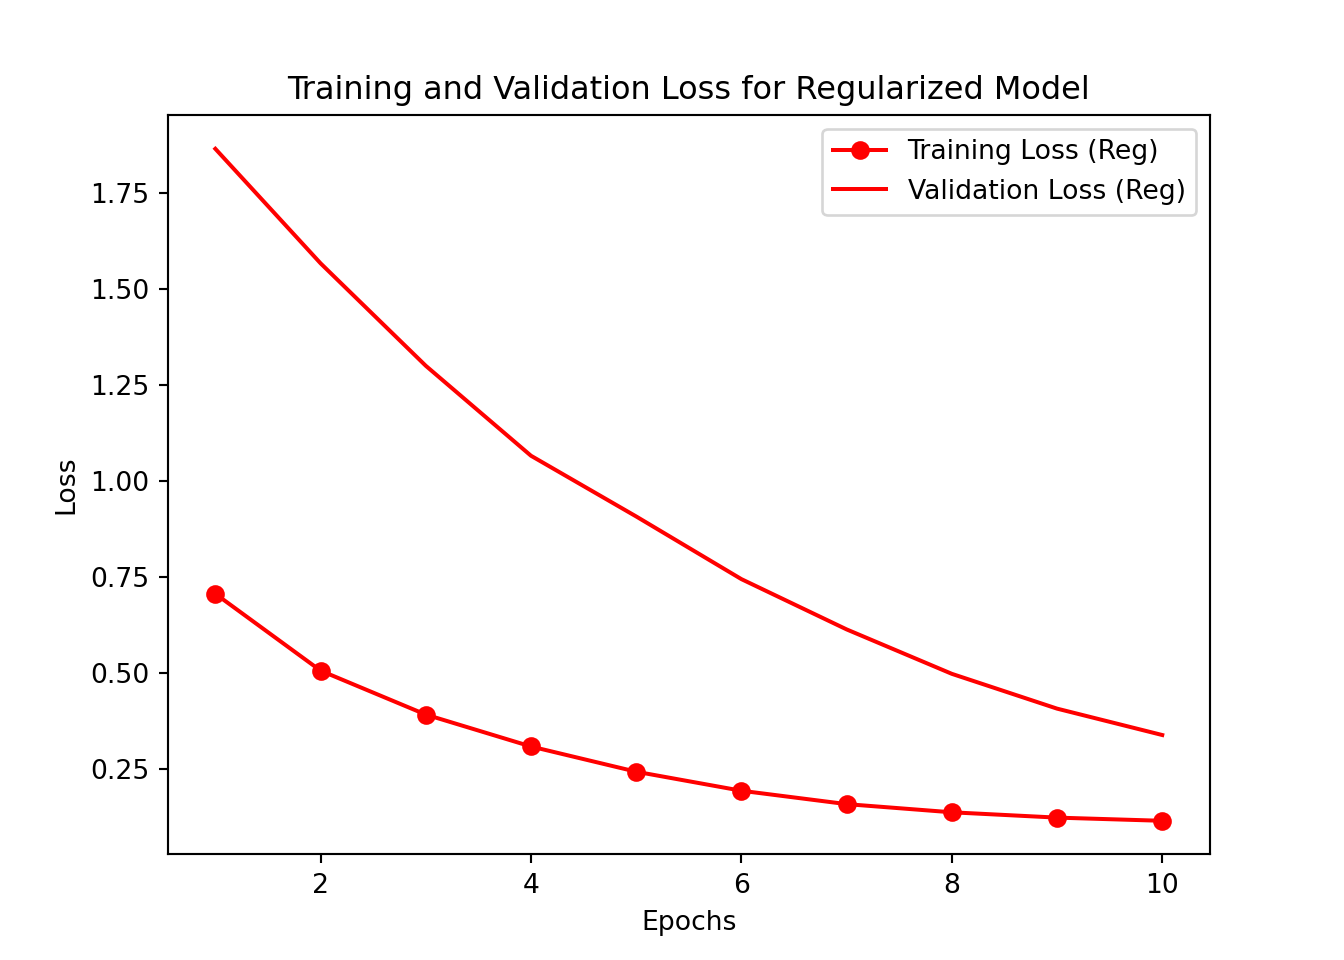 Training and Validation Loss for Regularized Model
Training Loss (Reg)
Validation Loss (Reg)
Loss
1.75
1.50
1.25
1.00
0.75
0.50
0.25
2 4 6 8 10
Epochs